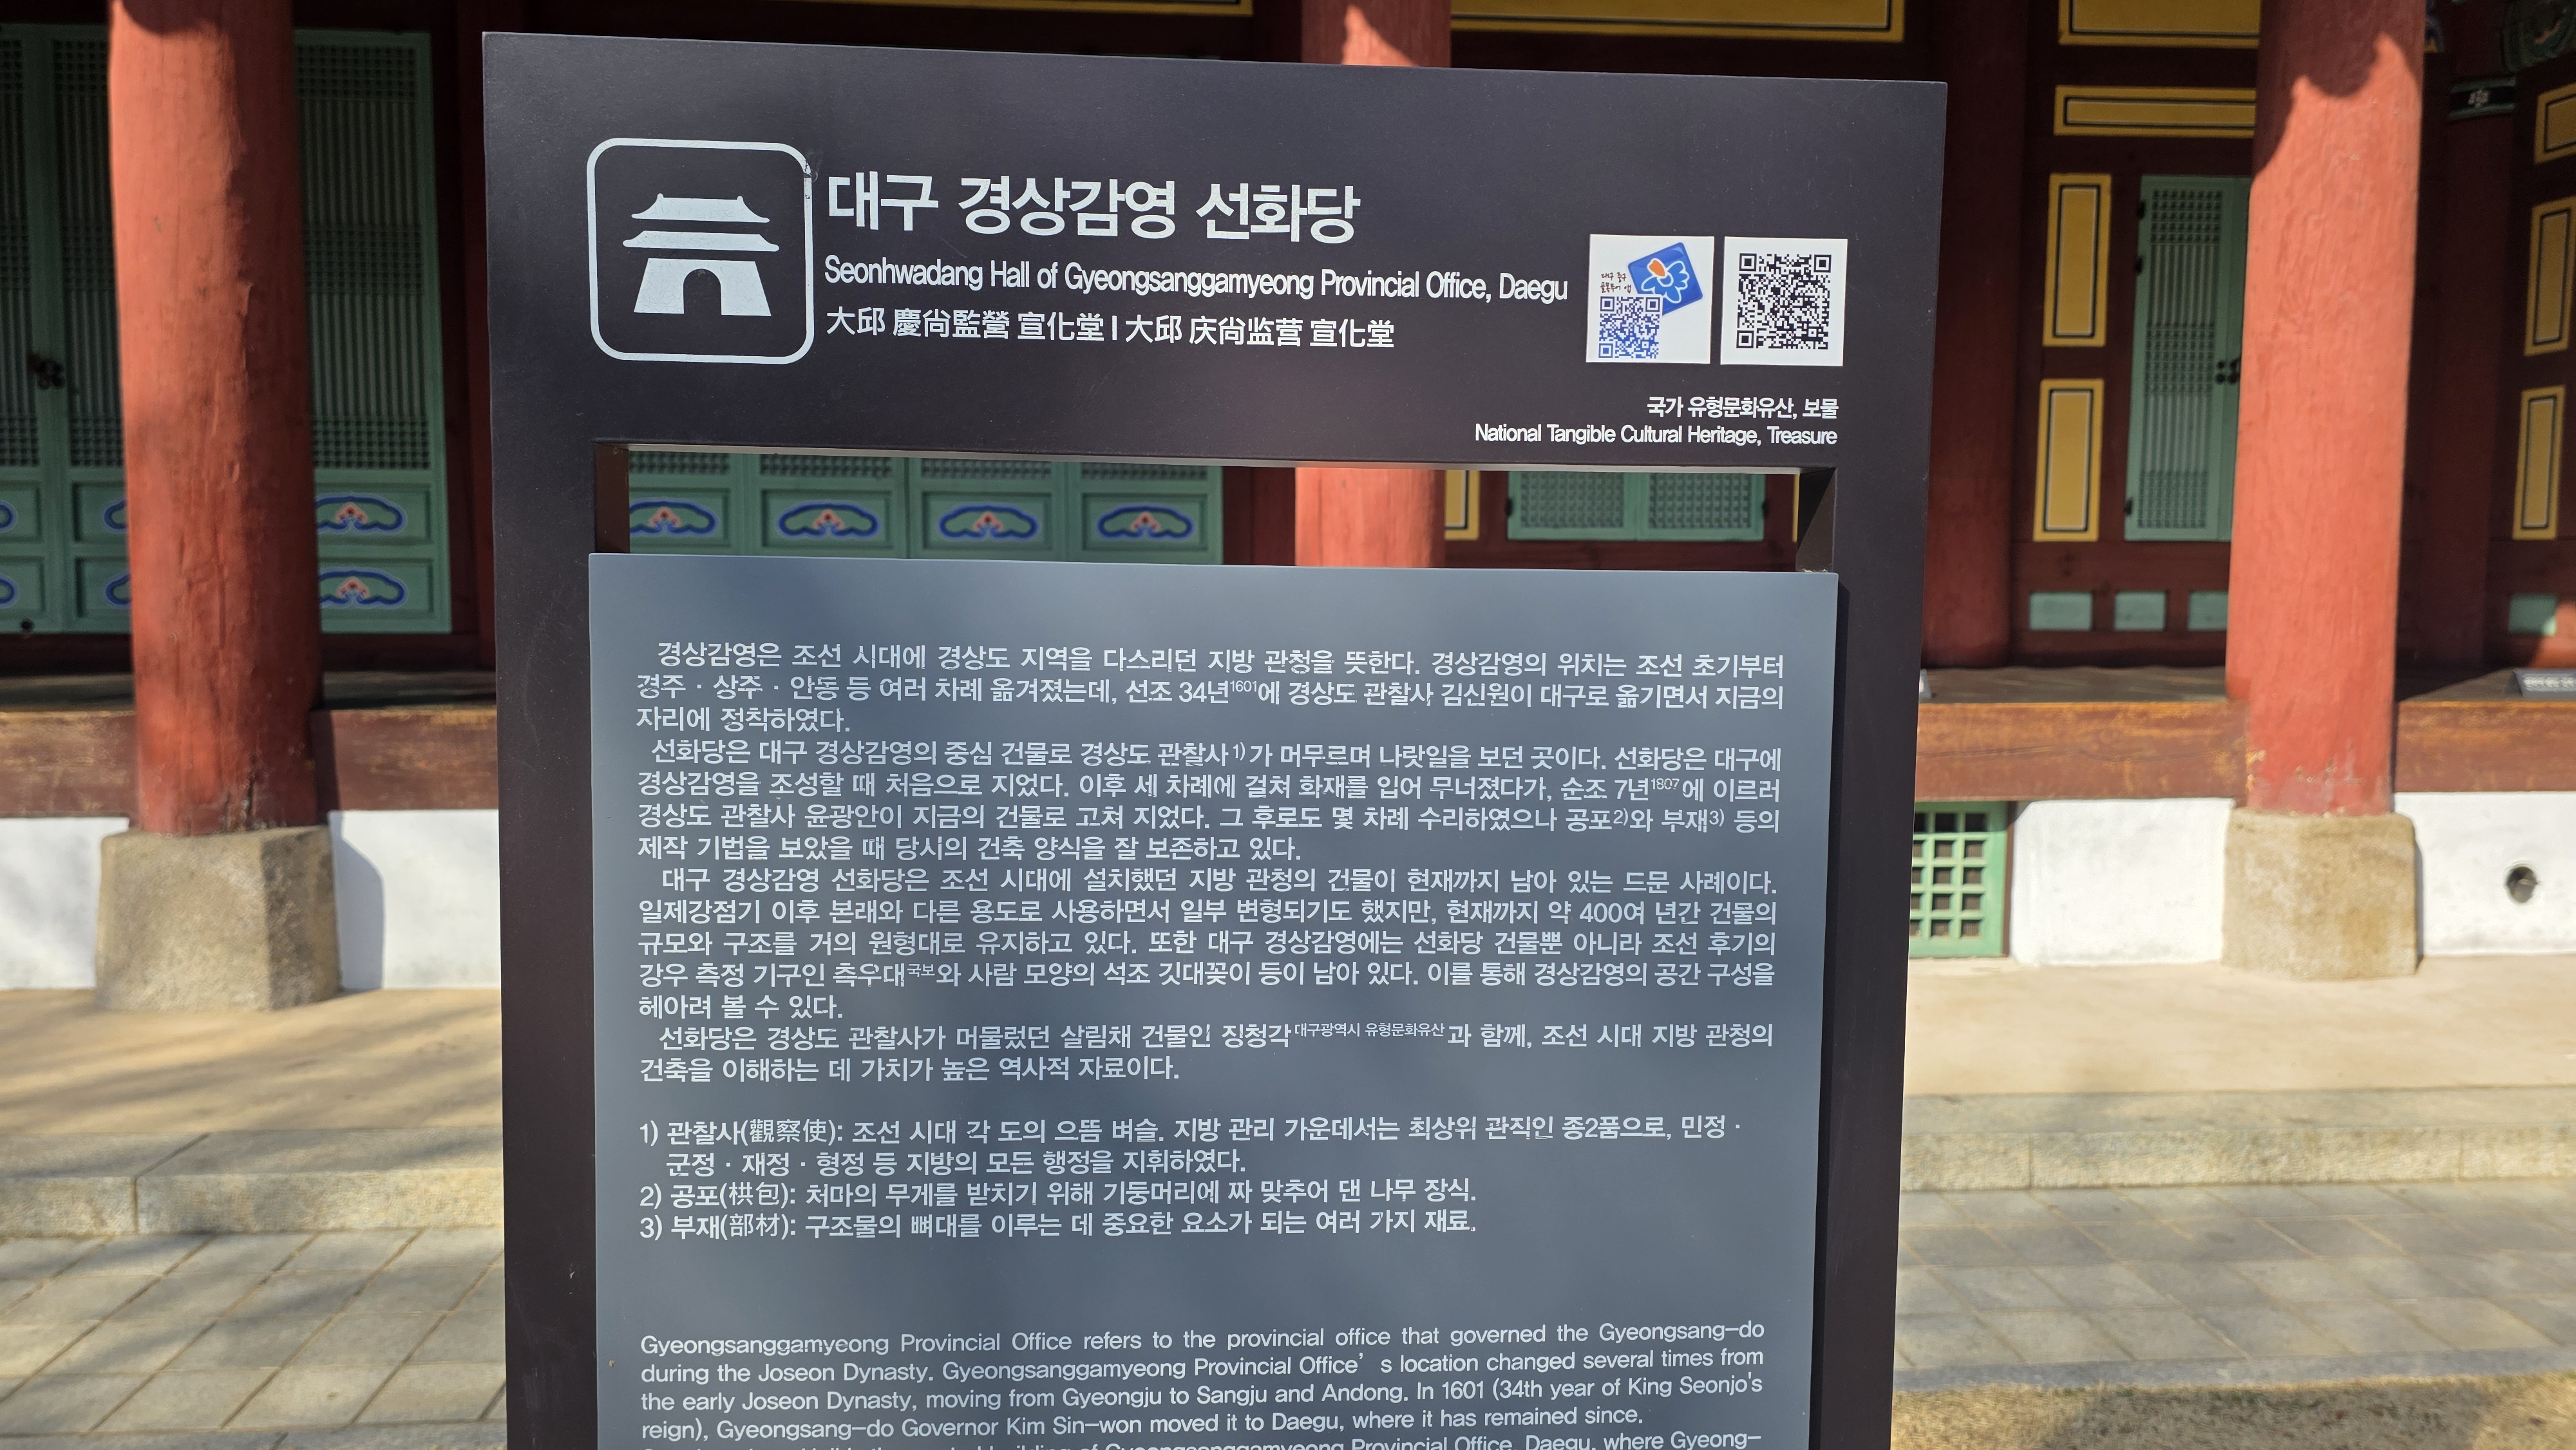 대구 경상감영 선화당
Seonhwadang Hall of Gyeongsanggamyeong Provincial Office, Daegu
大邱 慶尙監營 宣化堂 | 大邱 庆尙监营 宣化堂
대구 중구
골목투어 앱
국가 유형문화유산, 보물
National Tangible Cultural Heritage, Treasure
경상감영은 조선 시대에 경상도 지역을 다스리던 지방 관청을 뜻한다. 경상감영의 위치는 조선 초기부터
경주 · 상주 · 안동 등 여러 차례 옮겨졌는데, 선조 34년1601에 경상도 관찰사 김신원이 대구로 옮기면서 지금의
자리에 정착하였다.
선화당은 대구 경상감영의 중심 건물로 경상도 관찰사1)가 머무르며 나랏일을 보던 곳이다. 선화당은 대구에
경상감영을 조성할 때 처음으로 지었다. 이후 세 차례에 걸쳐 화재를 입어 무너졌다가, 순조 7년1807에 이르러
경상도 관찰사 윤광안이 지금의 건물로 고쳐 지었다. 그 후로도 몇 차례 수리하였으나 공포2)와 부재3) 등의
제작 기법을 보았을 때 당시의 건축 양식을 잘 보존하고 있다.
대구 경상감영 선화당은 조선 시대에 설치했던 지방 관청의 건물이 현재까지 남아 있는 드문 사례이다.
일제강점기 이후 본래와 다른 용도로 사용하면서 일부 변형되기도 했지만, 현재까지 약 400여 년간 건물의
규모와 구조를 거의 원형대로 유지하고 있다. 또한 대구 경상감영에는 선화당 건물뿐 아니라 조선 후기의
강우 측정 기구인 측우대국보와 사람 모양의 석조 깃대꽂이 등이 남아 있다. 이를 통해 경상감영의 공간 구성을
헤아려 볼 수 있다.
선화당은 경상도 관찰사가 머물렀던 살림채 건물인 징청각대구광역시 유형문화유산과 함께, 조선 시대 지방 관청의
건축을 이해하는 데 가치가 높은 역사적 자료이다.
1) 관찰사(觀察使): 조선 시대 각 도의 으뜸 벼슬. 지방 관리 가운데서는 최상위 관직인 종2품으로, 민정 ·
군정 · 재정 · 형정 등 지방의 모든 행정을 지휘하였다.
2) 공포(栱包): 처마의 무게를 받치기 위해 기둥머리에 짜 맞추어 댄 나무 장식.
3) 부재(部材): 구조물의 뼈대를 이루는 데 중요한 요소가 되는 여러 가지 재료.
Gyeongsanggamyeong Provincial Office refers to the provincial office that governed the Gyeongsang-do
during the Joseon Dynasty. Gyeongsanggamyeong Provincial Office' s location changed several times from
the early Joseon Dynasty, moving from Gyeongju to Sangju and Andong. In 1601 (34th year of King Seonjo's
reign), Gyeongsang-do Governor Kim Sin-won moved it to Daegu, where it has remained since.
building of Gyeongsanggamyeong Provincial Office, Daegu, where Gyeong-